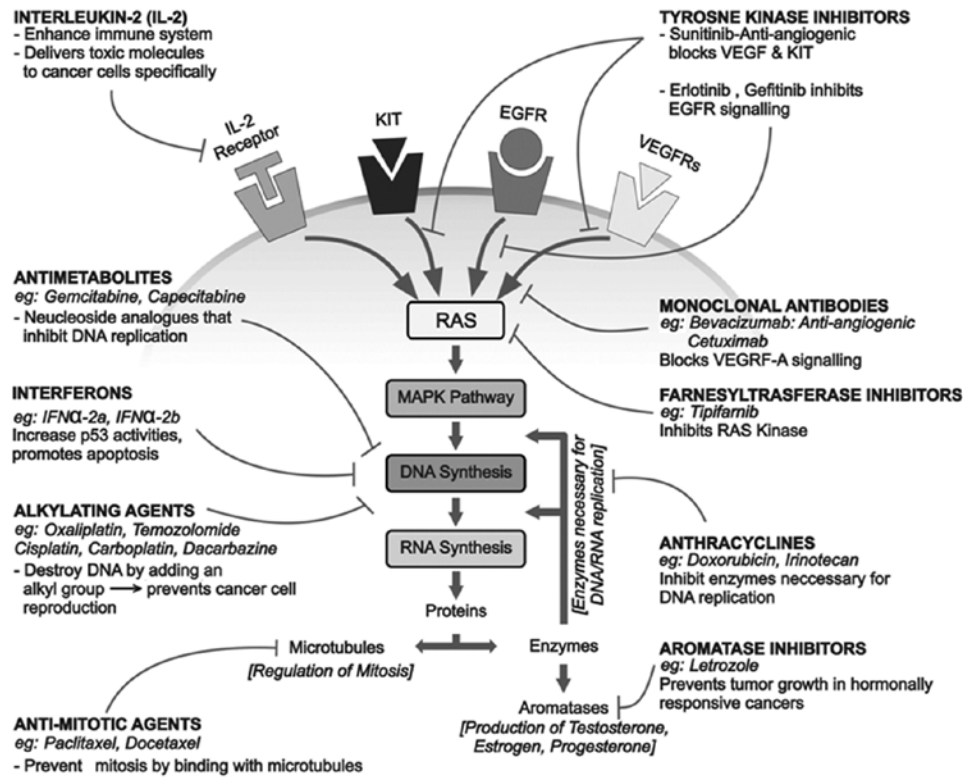 INTERLEUKIN-2 (IL-2)
- Enhance immune system
- Delivers toxic molecules
to cancer cells specifically
TYROSNE KINASE INHIBITORS
- Sunitinib-Anti-angiogenic
blocks VEGF & KIT
- Erlotinib , Gefitinib inhibits
EGFR signalling
IL-2
Receptor
KIT
EGFR
VEGFRs
ANTIMETABOLITES
eg: Gemcitabine, Capecitabine
- Neucleoside analogues that
inhibit DNA replication
RAS
MONOCLONAL ANTIBODIES
eg: Bevacizumab: Anti-angiogenic
Cetuximab
Blocks VEGRF-A signalling
FARNESYLTRASFERASE INHIBITORS
eg: Tipifarnib
Inhibits RAS Kinase
MAPK Pathway
INTERFERONS
eg: IFNα-2a, IFNα-2b
Increase p53 activities,
promotes apoptosis
DNA Synthesis
[Enzymes necessary for
DNA/RNA replication]
ALKYLATING AGENTS
eg: Oxaliplatin, Temozolomide
Cisplatin, Carboplatin, Dacarbazine
- Destroy DNA by adding an
alkyl group → prevents cancer cell
reproduction
RNA Synthesis
ANTHRACYCLINES
eg: Doxorubicin, Irinotecan
Inhibit enzymes neccessary for
DNA replication
Proteins
Microtubules
[Regulation of Mitosis]
Enzymes
AROMATASE INHIBITORS
eg: Letrozole
Prevents tumor growth in hormonally
responsive cancers
Aromatases
[Production of Testosterone,
Estrogen, Progesterone]
ANTI-MITOTIC AGENTS
eg: Paclitaxel, Docetaxel
- Prevent mitosis by binding with microtubules